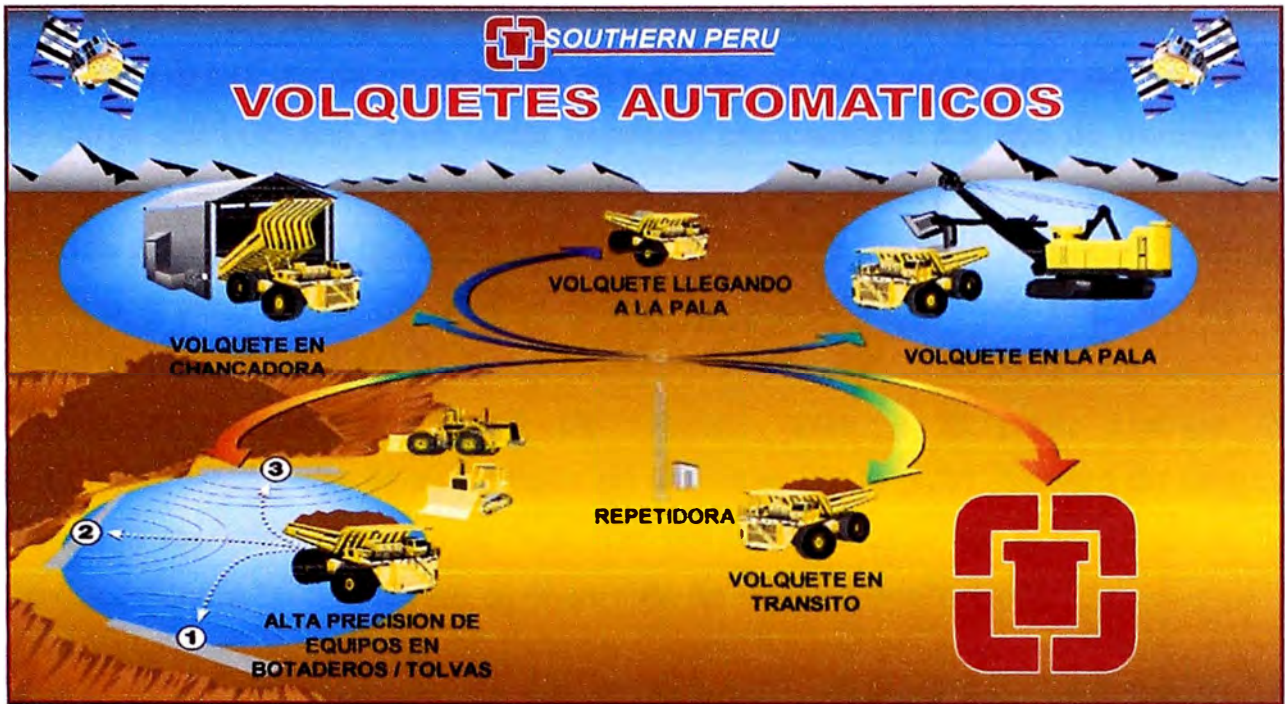 SOUTHERN PERU
VOLQUETES AUTOMATICOS
VOLQUETE LLEGANDO
A LA PALA
VOLQUETE EN
CHANCADORA
VOLQUETE EN LA PALA
3
2
1
REPETIDORA
VOLQUETE EN
TRANSITO
ALTA PRECISION DE
EQUIPOS EN
BOTADEROS / TOLVAS